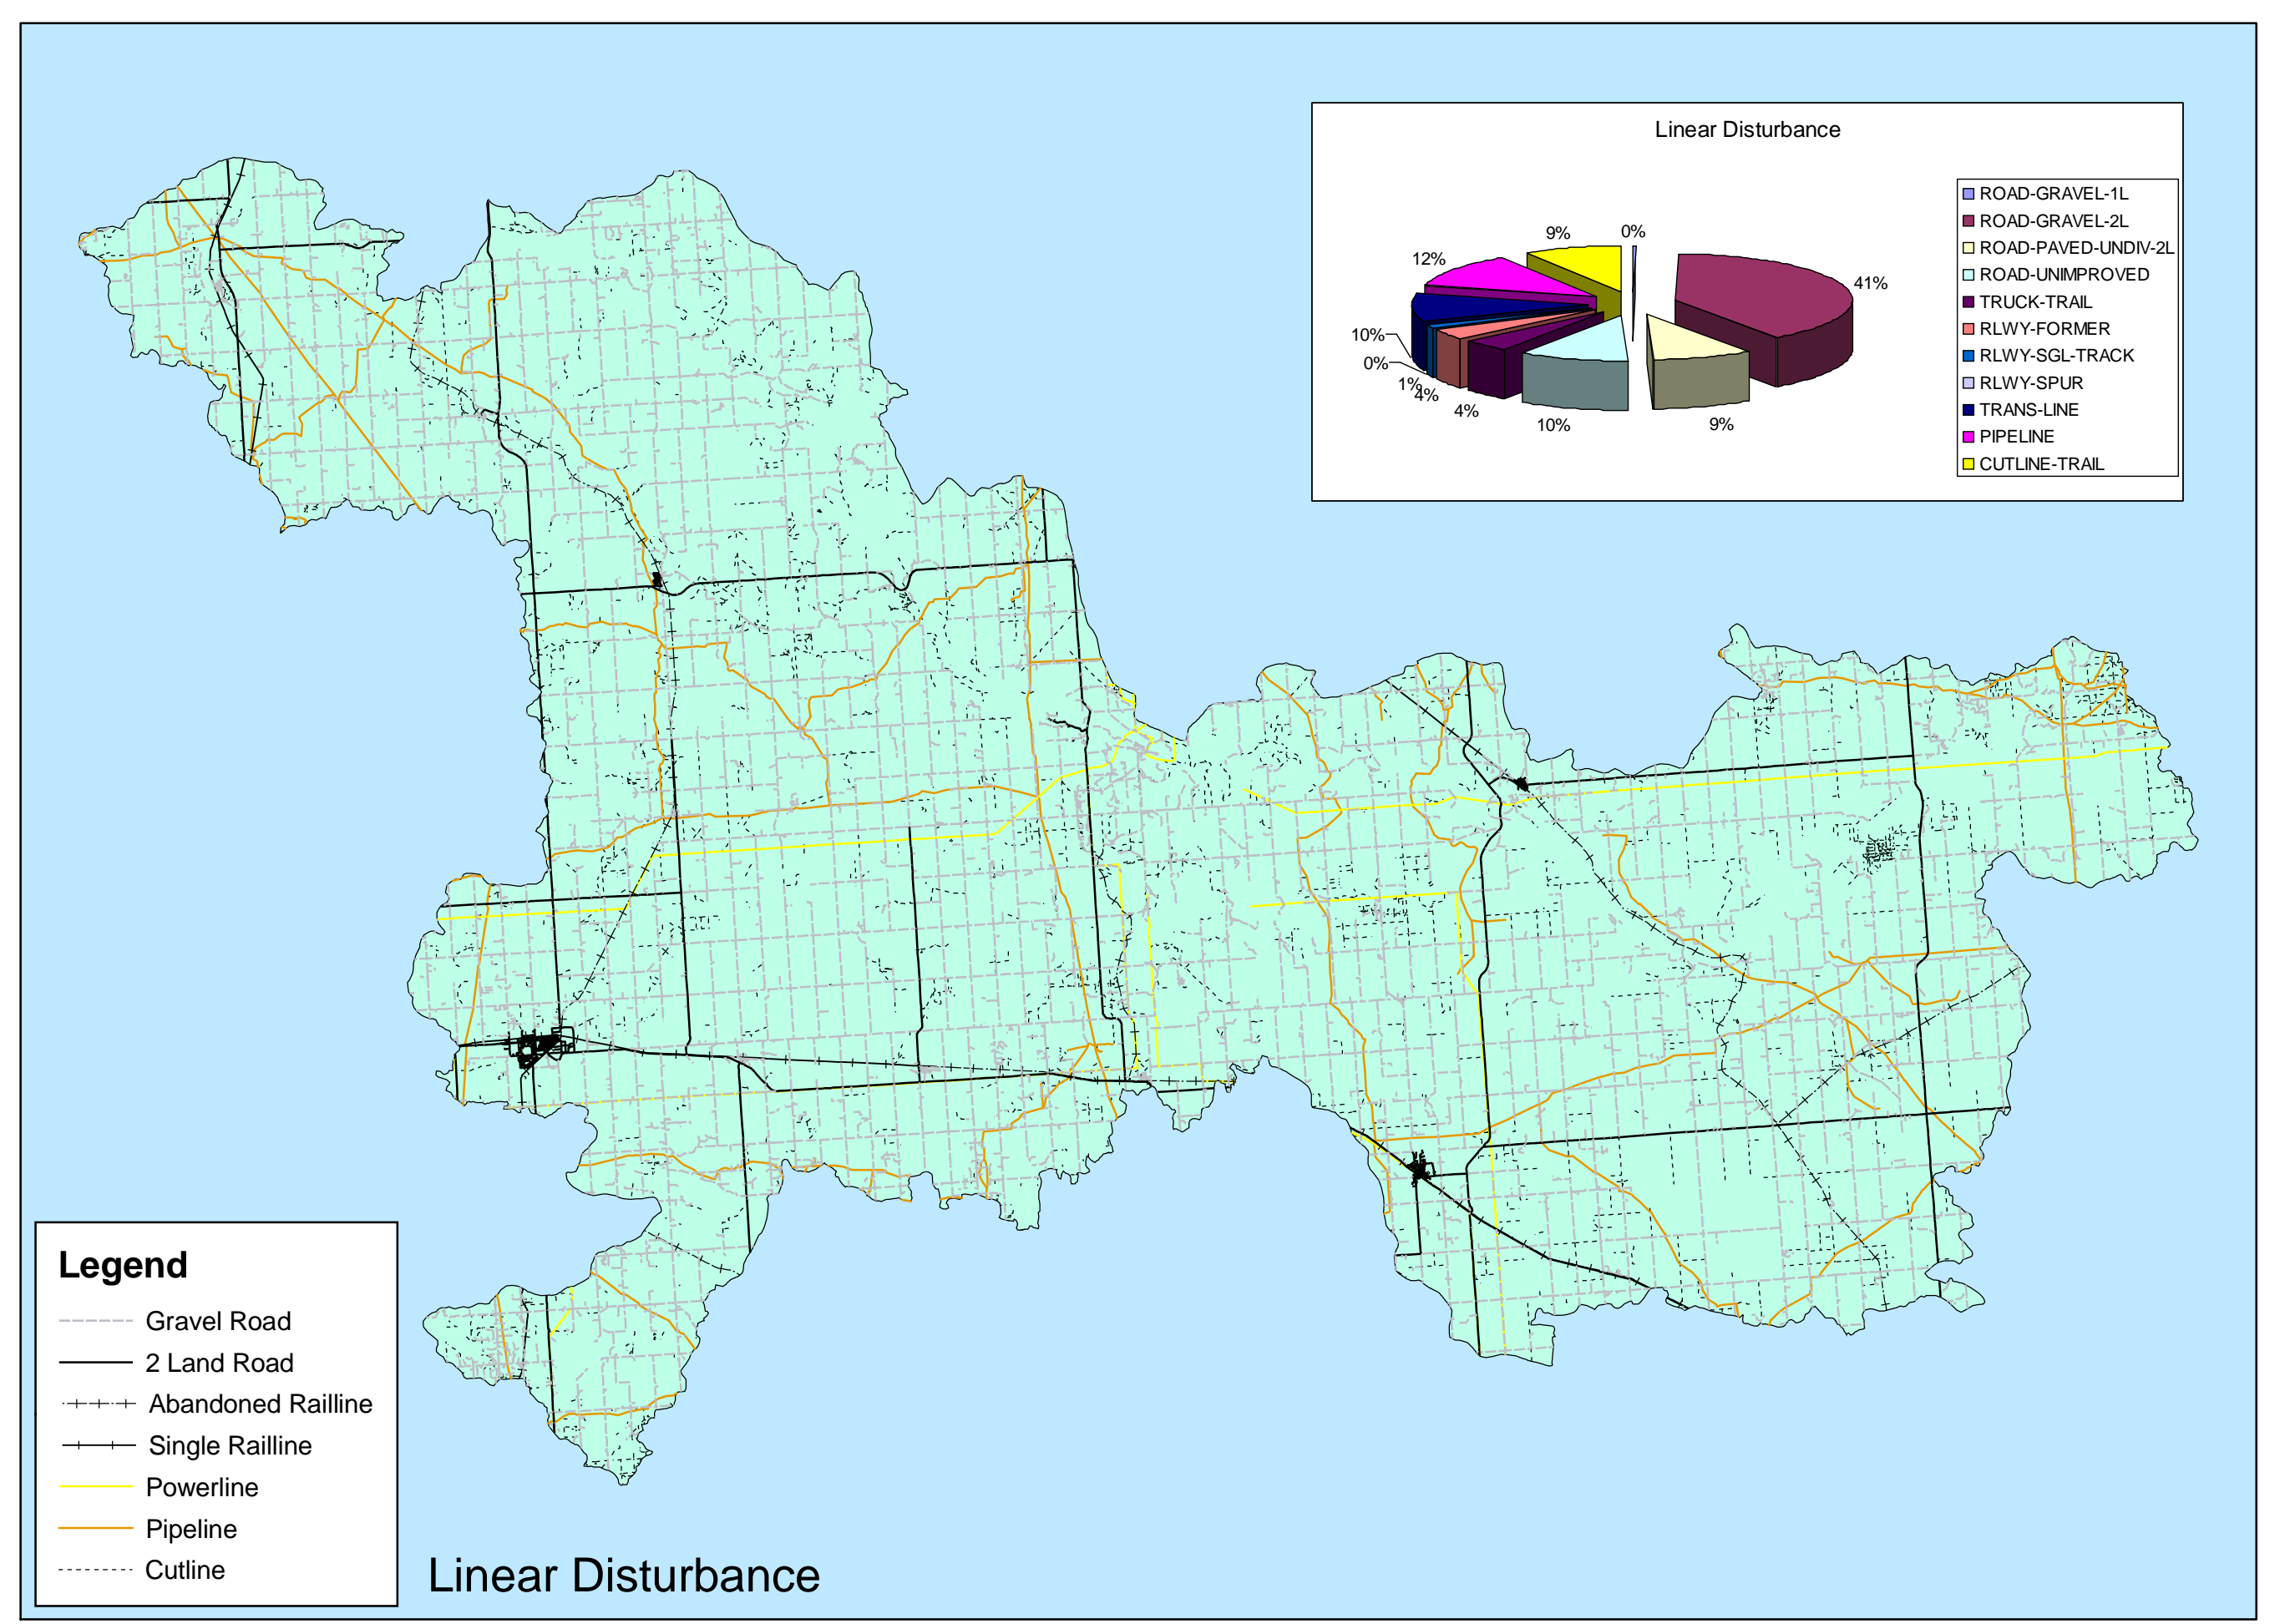 Linear Disturbance
0%
9%
12%
41%
10%
0%
1%
4%
4%
10%
9%
ROAD-GRAVEL-1L
ROAD-GRAVEL-2L
ROAD-PAVED-UNDIV-2L
ROAD-UNIMPROVED
TRUCK-TRAIL
RLWY-FORMER
RLWY-SGL-TRACK
RLWY-SPUR
TRANS-LINE
PIPELINE
CUTLINE-TRAIL
Legend
Gravel Road
2 Land Road
Abandoned Railline
Single Railline
Powerline
Pipeline
Cutline
Linear Disturbance